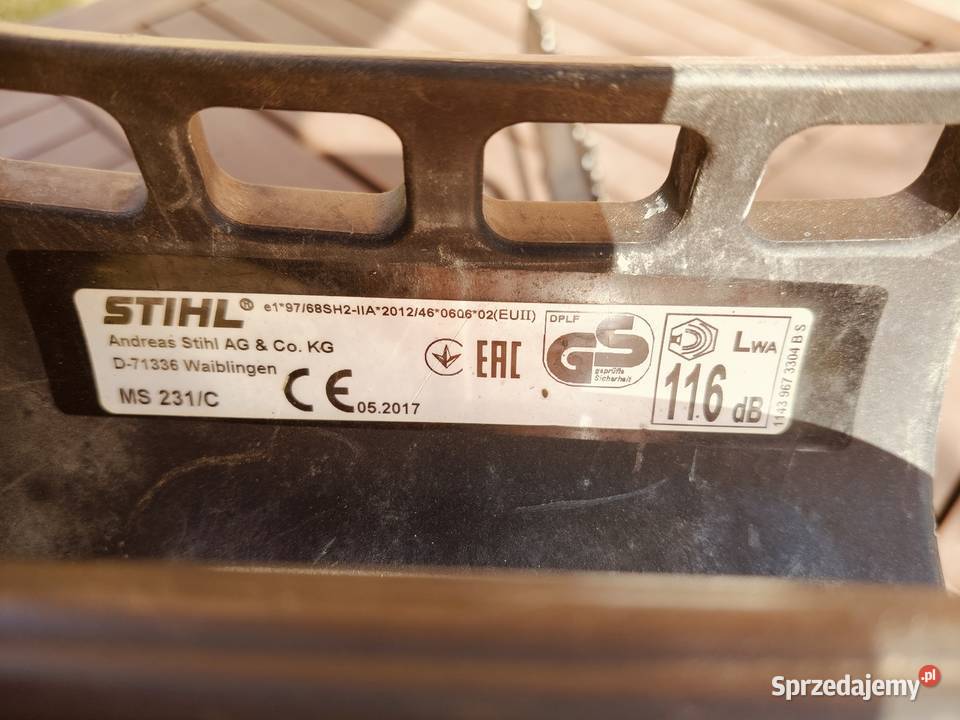 STIHL® e1*97/68SH2-IIA*2012/46*0606*02(EUII)
Andreas Stihl AG & Co. KG
D-71336 Waiblingen
MS 231/C
CE 05.2017
EAC
DPLF
GS
geprüfte
Sicherheit
LWA
116 dB
1143 967 3304 B S
Sprzedajemy.pl